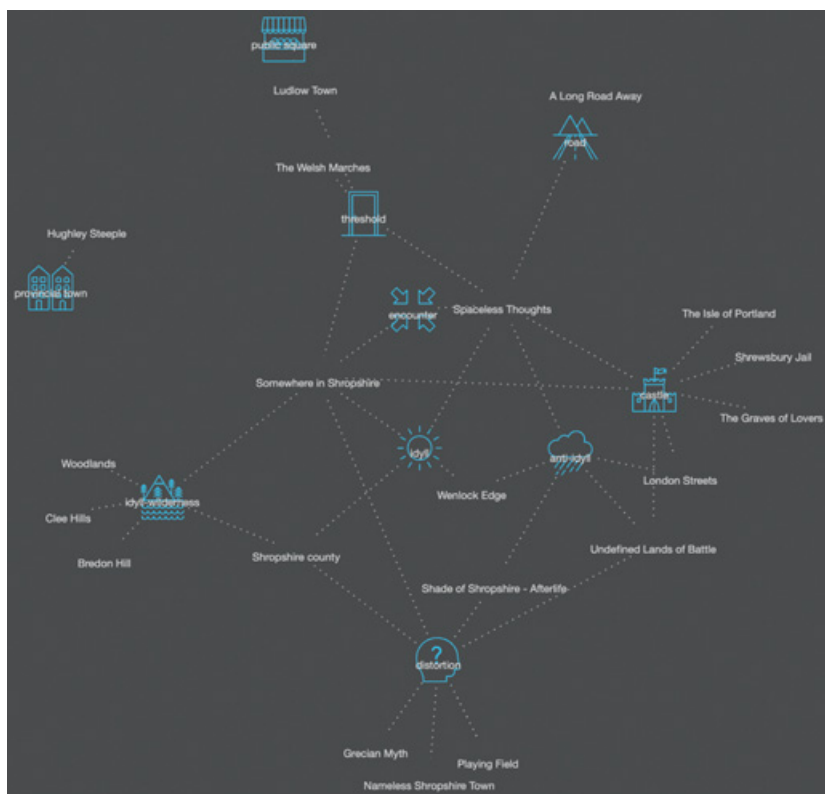 public square
Ludlow Town
A Long Road Away
road
The Welsh Marches
threshold
Hughley Steeple
provincial town
encounter
Spaceless Thoughts
The Isle of Portland
Shrewsbury Jail
Somewhere in Shropshire
castle
The Graves of Lovers
idyll
anti-idyll
Woodlands
London Streets
Wenlock Edge
idyll-wilderness
Clee Hills
Bredon Hill
Shropshire county
Undefined Lands of Battle
Shade of Shropshire - Afterlife
?
distortion
Grecian Myth
Playing Field
Nameless Shropshire Town